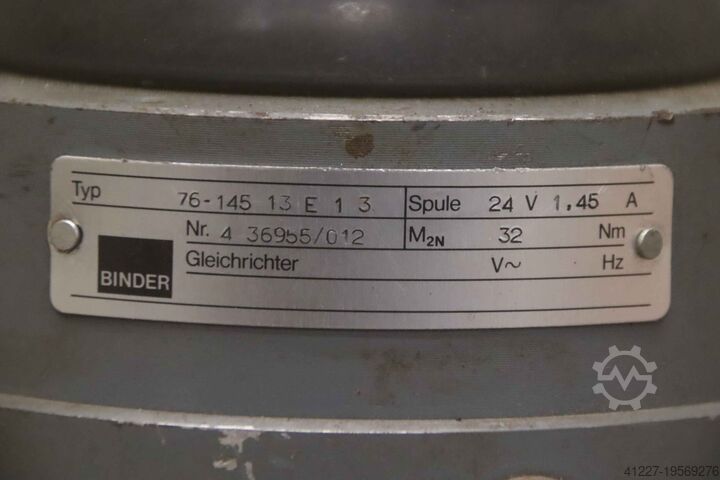 Typ 76-145 13 E 1 3 Spule 24 V 1,45 A
Nr. 4 36955/012 M2N 32 Nm
Gleichrichter V~ Hz
BINDER
41227-19569276